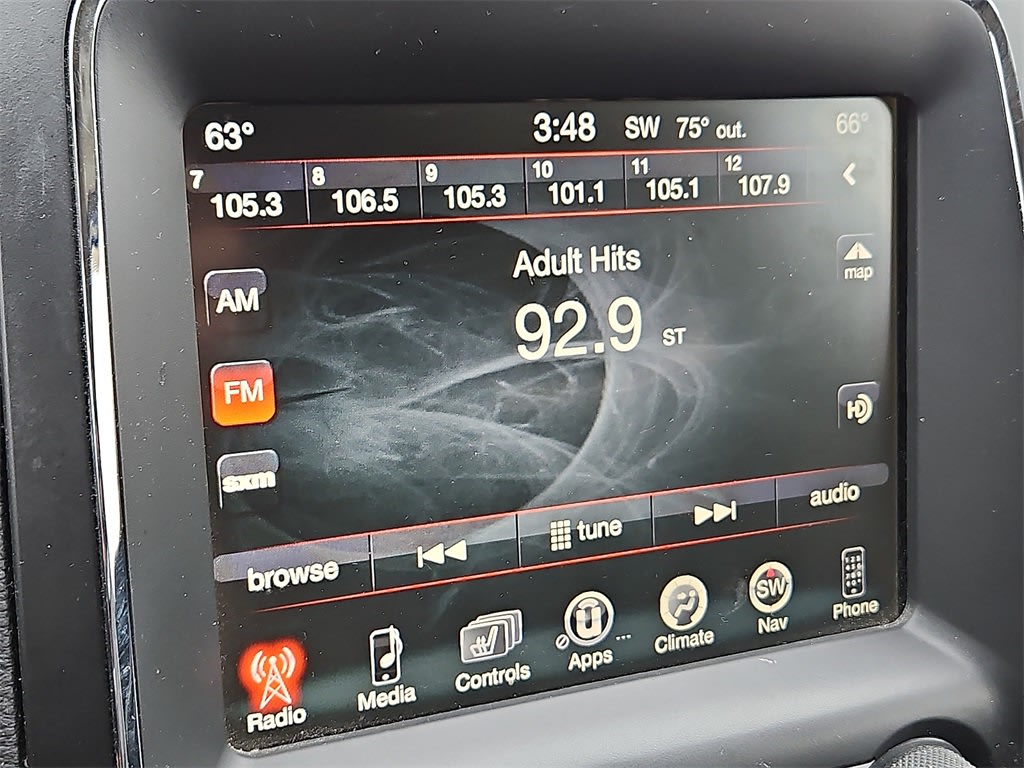 63° 3:48 SW 75° out. 66°
7 8 9 10 11 12
105.3 106.5 105.3 101.1 105.1 107.9
Adult Hits
map
AM
92.9 ST
FM
HD
sxm
browse tune audio
Radio Media Controls Apps ... Climate SW Nav Phone